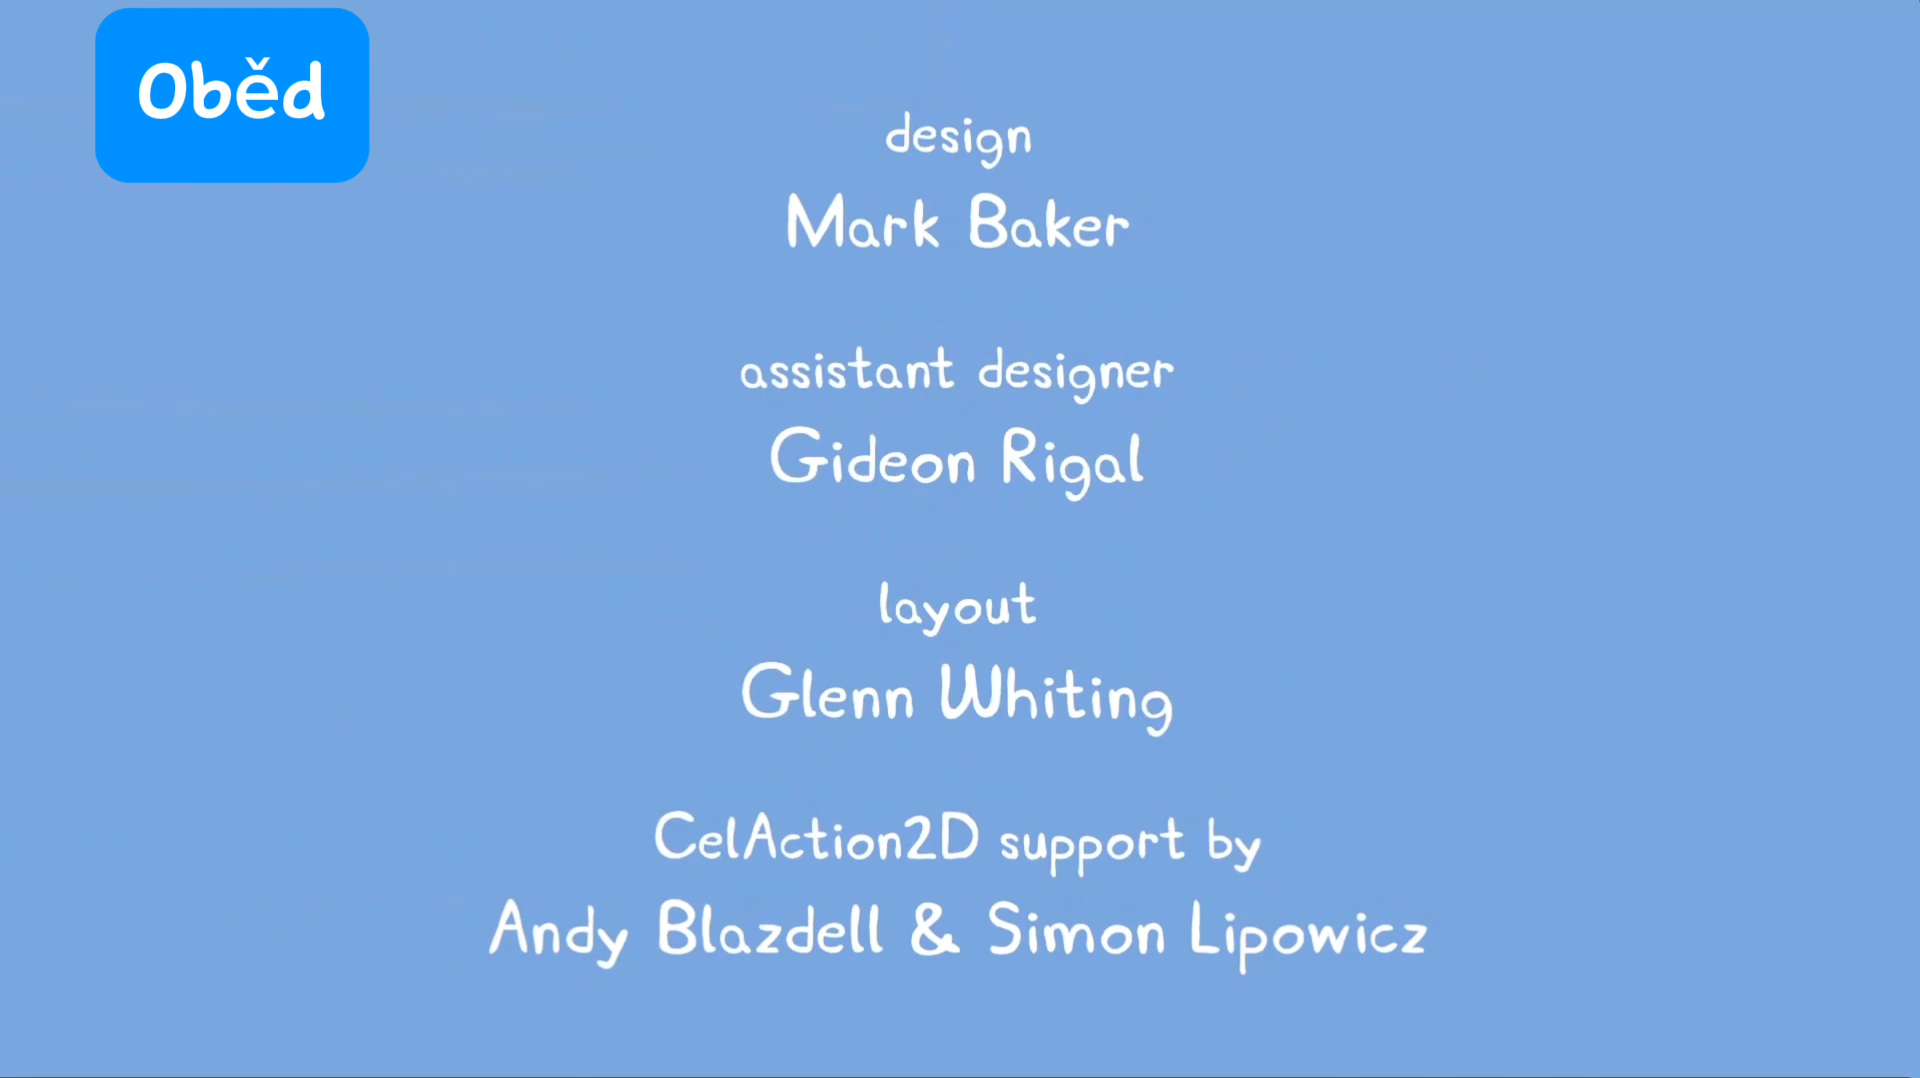 Oběd
design
Mark Baker
assistant designer
Gideon Rigal
layout
Glenn Whiting
CelAction2D support by
Andy Blazdell & Simon Lipowicz